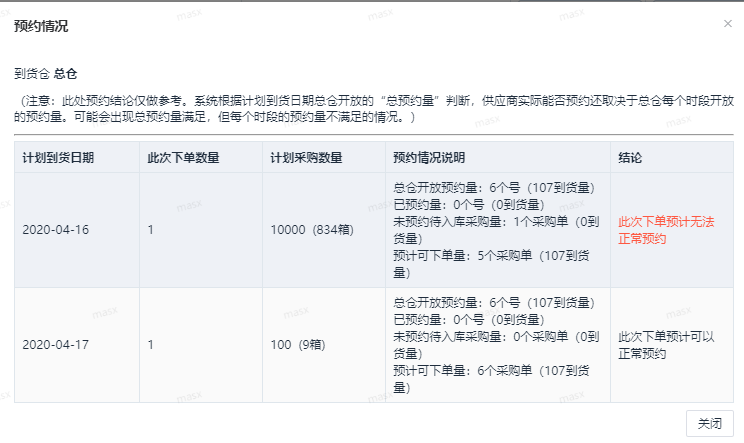 预约情况
×
到货仓 总仓
（注意：此处预约结论仅做参考。系统根据计划到货日期总仓开放的“总预约量”判断，供应商实际能否预约还取决于总仓每个时段开放
的预约量。可能会出现总预约量满足，但每个时段的预约量不满足的情况。）
计划到货日期 此次下单数量 计划采购数量 预约情况说明 结论
总仓开放预约量：6个号（107到货量）
已预约量：0个号（0到货量）
未预约待入库采购量：1个采购单（0到
货量）
预计可下单量：5个采购单（107到货
量）
2020-04-16 1 10000（834箱）
此次下单预计无法
正常预约
总仓开放预约量：6个号（107到货量）
已预约量：0个号（0到货量）
未预约待入库采购量：0个采购单（0到
货量）
预计可下单量：6个采购单（107到货
量）
2020-04-17 1 100（9箱）
此次下单预计可以
正常预约
关闭
masx